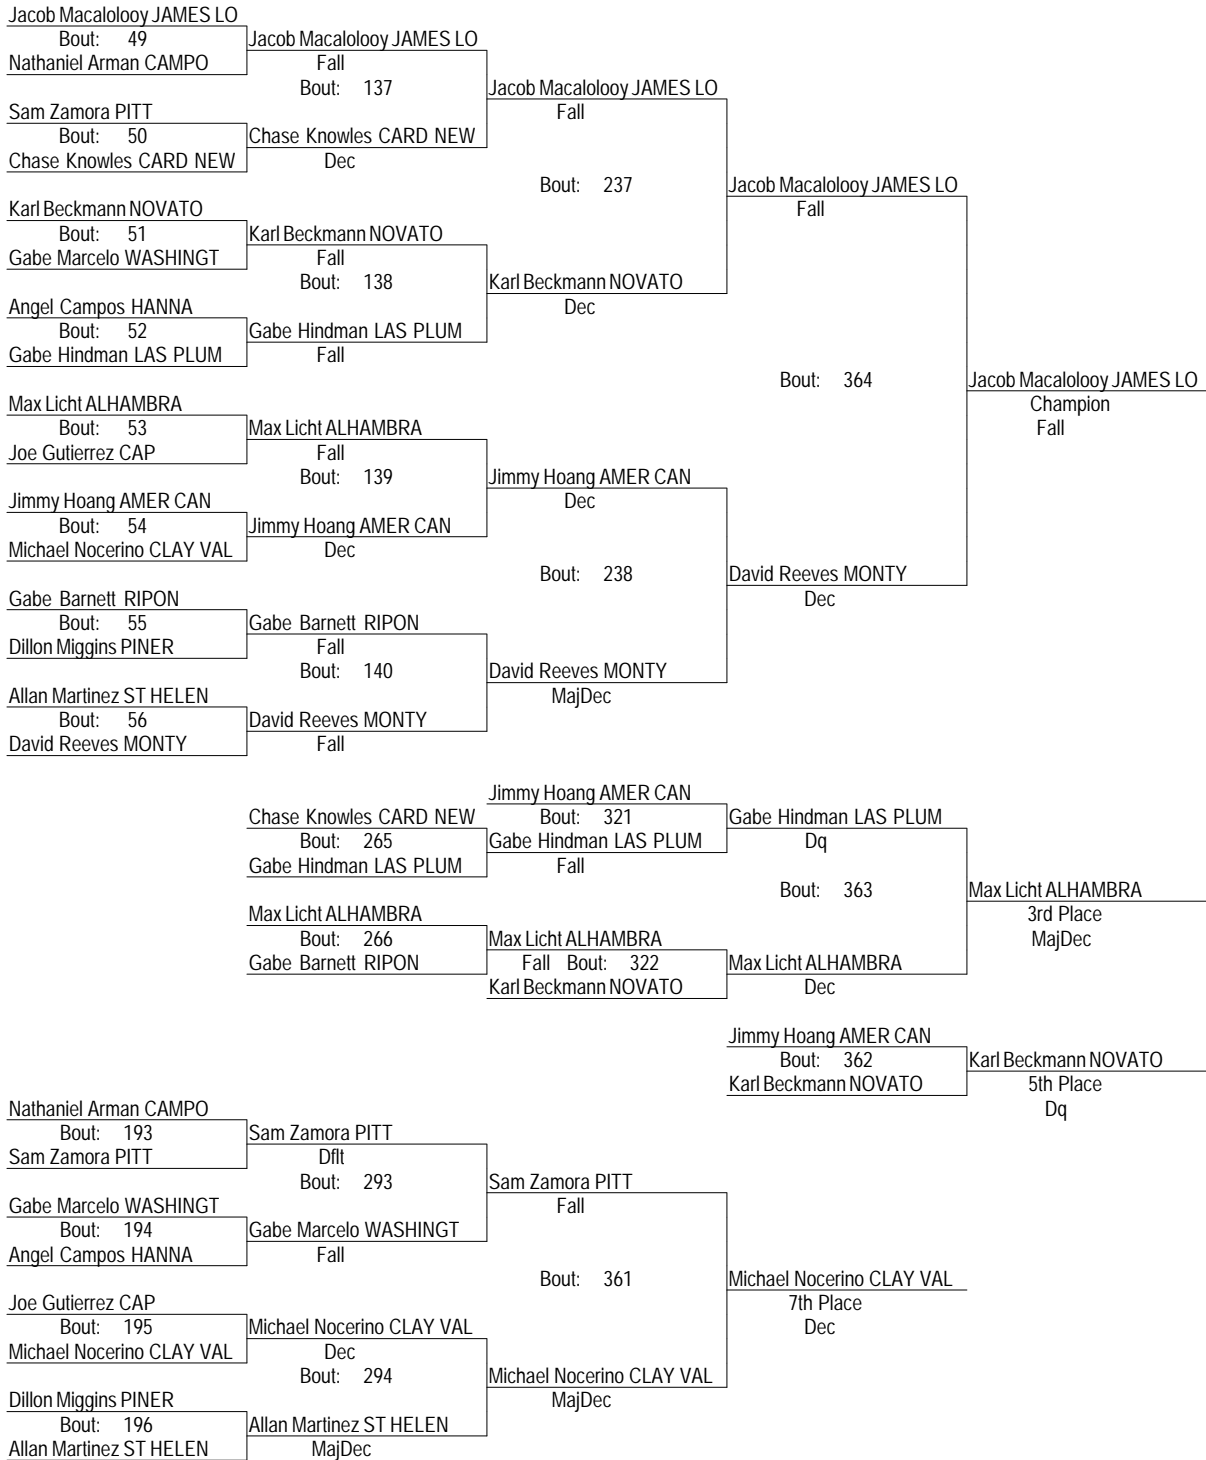 Jacob Macalolooy JAMES LO
Bout: 49
Nathaniel Arman CAMPO
Sam Zamora PITT
Bout: 50
Chase Knowles CARD NEW
Karl Beckmann NOVATO
Bout: 51
Gabe Marcelo WASHINGT
Angel Campos HANNA
Bout: 52
Gabe Hindman LAS PLUM
Max Licht ALHAMBRA
Bout: 53
Joe Gutierrez CAP
Jimmy Hoang AMER CAN
Bout: 54
Michael Nocerino CLAY VAL
Gabe Barnett RIPON
Bout: 55
Dillon Miggins PINER
Allan Martinez ST HELEN
Bout: 56
David Reeves MONTY
Jacob Macalolooy JAMES LO
Fall
Bout: 137
Chase Knowles CARD NEW
Dec
Karl Beckmann NOVATO
Fall
Bout: 138
Gabe Hindman LAS PLUM
Fall
Max Licht ALHAMBRA
Fall
Bout: 139
Jimmy Hoang AMER CAN
Dec
Gabe Barnett RIPON
Fall
Bout: 140
David Reeves MONTY
Fall
Jacob Macalolooy JAMES LO
Fall
Bout: 237
Karl Beckmann NOVATO
Dec
Jimmy Hoang AMER CAN
Dec
Bout: 238
David Reeves MONTY
MajDec
Jacob Macalolooy JAMES LO
Fall
Bout: 364
David Reeves MONTY
Dec
Jacob Macalolooy JAMES LO
Champion
Fall
Chase Knowles CARD NEW
Bout: 265
Gabe Hindman LAS PLUM
Max Licht ALHAMBRA
Bout: 266
Gabe Barnett RIPON
Jimmy Hoang AMER CAN
Bout: 321
Gabe Hindman LAS PLUM
Fall
Max Licht ALHAMBRA
Fall Bout: 322
Karl Beckmann NOVATO
Gabe Hindman LAS PLUM
Dq
Bout: 363
Max Licht ALHAMBRA
Dec
Max Licht ALHAMBRA
3rd Place
MajDec
Jimmy Hoang AMER CAN
Bout: 362
Karl Beckmann NOVATO
Karl Beckmann NOVATO
5th Place
Dq
Nathaniel Arman CAMPO
Bout: 193
Sam Zamora PITT
Gabe Marcelo WASHINGT
Bout: 194
Angel Campos HANNA
Joe Gutierrez CAP
Bout: 195
Michael Nocerino CLAY VAL
Dillon Miggins PINER
Bout: 196
Allan Martinez ST HELEN
Sam Zamora PITT
Dflt
Bout: 293
Gabe Marcelo WASHINGT
Fall
Michael Nocerino CLAY VAL
Dec
Bout: 294
Allan Martinez ST HELEN
MajDec
Sam Zamora PITT
Fall
Bout: 361
Michael Nocerino CLAY VAL
MajDec
Michael Nocerino CLAY VAL
7th Place
Dec